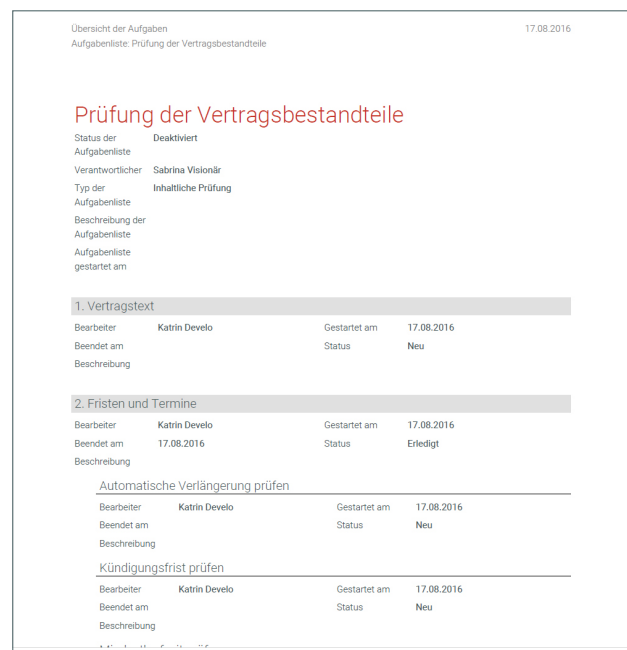 Übersicht der Aufgaben 17.08.2016
Aufgabenliste: Prüfung der Vertragsbestandteile
Prüfung der Vertragsbestandteile
Status der Deaktiviert
Aufgabenliste
Verantwortlicher Sabrina Visionär
Typ der Inhaltliche Prüfung
Aufgabenliste
Beschreibung der
Aufgabenliste
Aufgabenliste
gestartet am
1. Vertragstext
Bearbeiter Katrin Develo Gestartet am 17.08.2016
Beendet am Status Neu
Beschreibung
2. Fristen und Termine
Bearbeiter Katrin Develo Gestartet am 17.08.2016
Beendet am 17.08.2016 Status Erledigt
Beschreibung
Automatische Verlängerung prüfen
Bearbeiter Katrin Develo Gestartet am 17.08.2016
Beendet am Status Neu
Beschreibung
Kündigungsfrist prüfen
Bearbeiter Katrin Develo Gestartet am 17.08.2016
Beendet am Status Neu
Beschreibung